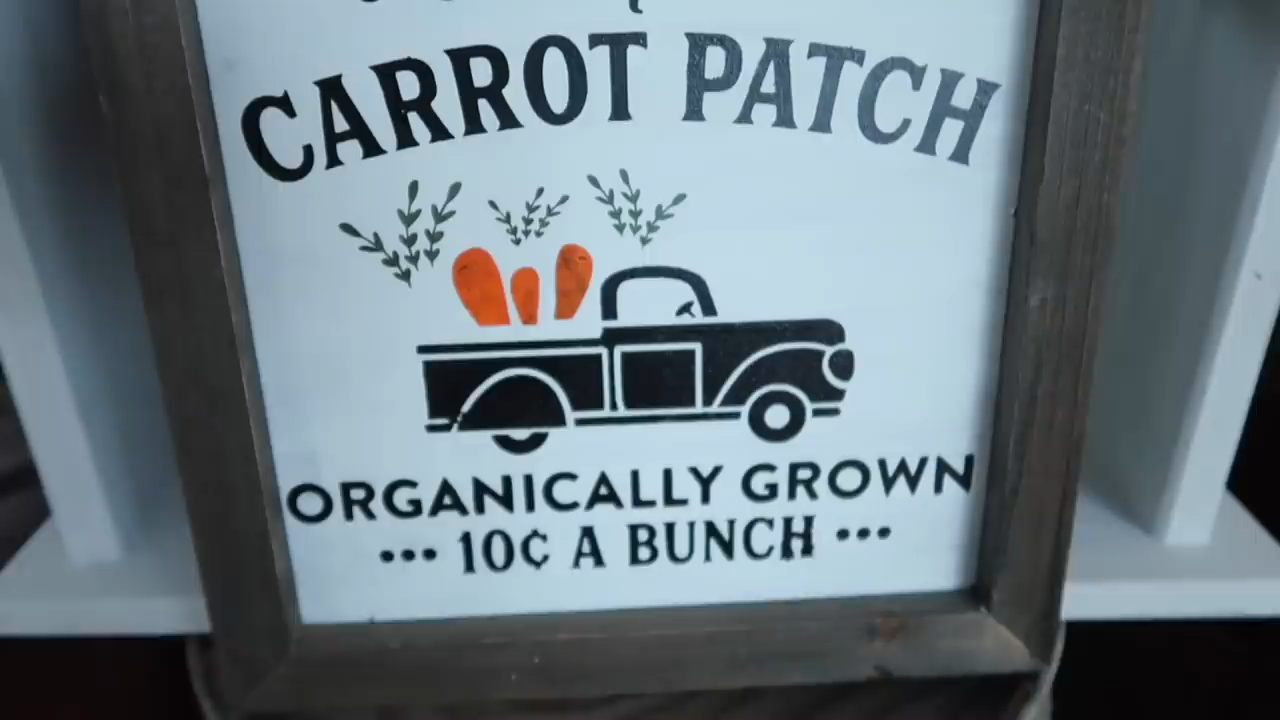 CARROT PATCH
ORGANICALLY GROWN
••• 10¢ A BUNCH •••